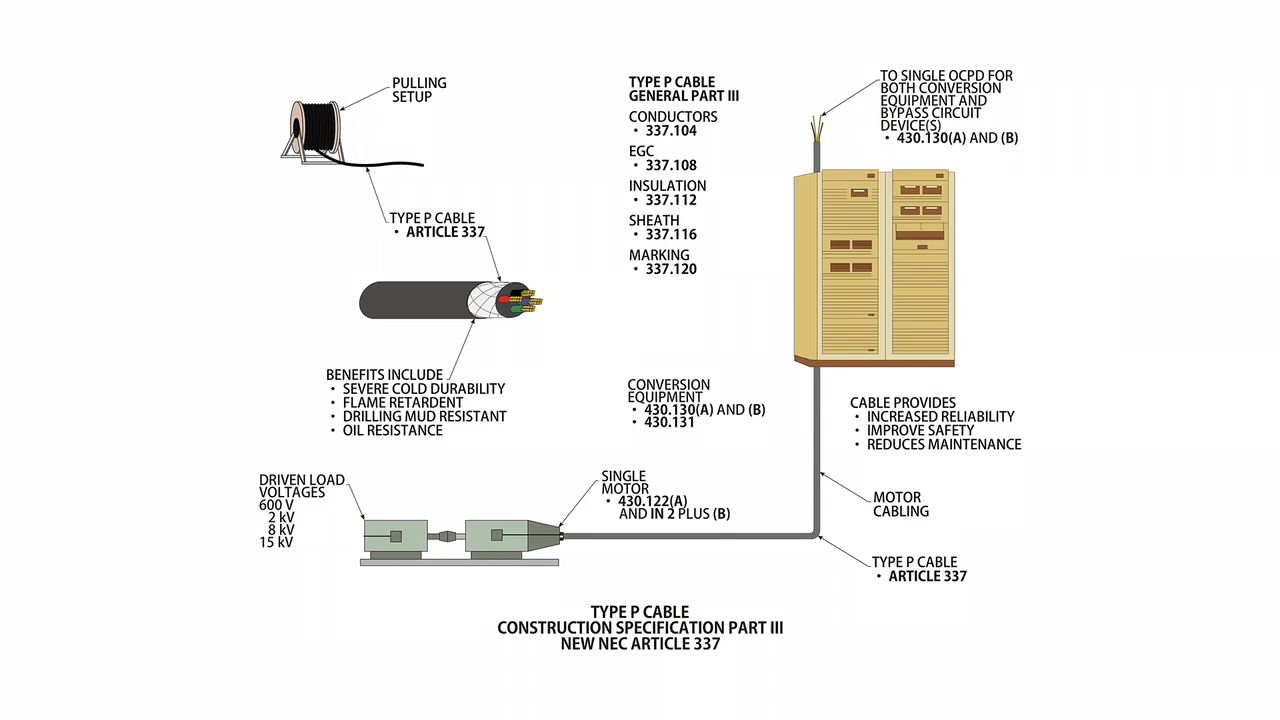 PULLING
SETUP
TYPE P CABLE
• ARTICLE 337
BENEFITS INCLUDE
• SEVERE COLD DURABILITY
• FLAME RETARDENT
• DRILLING MUD RESISTANT
• OIL RESISTANCE
TYPE P CABLE
GENERAL PART III
CONDUCTORS
• 337.104
EGC
• 337.108
INSULATION
• 337.112
SHEATH
• 337.116
MARKING
• 337.120
TO SINGLE OCPD FOR
BOTH CONVERSION
EQUIPMENT AND
BYPASS CIRCUIT
DEVICE(S)
• 430.130(A) AND (B)
CONVERSION
EQUIPMENT
• 430.130(A) AND (B)
• 430.131
CABLE PROVIDES
• INCREASED RELIABILITY
• IMPROVE SAFETY
• REDUCES MAINTENANCE
DRIVEN LOAD
VOLTAGES
600 V
2 kV
8 kV
15 kV
SINGLE
MOTOR
• 430.122(A)
AND IN 2 PLUS (B)
MOTOR
CABLING
TYPE P CABLE
• ARTICLE 337
TYPE P CABLE
CONSTRUCTION SPECIFICATION PART III
NEW NEC ARTICLE 337